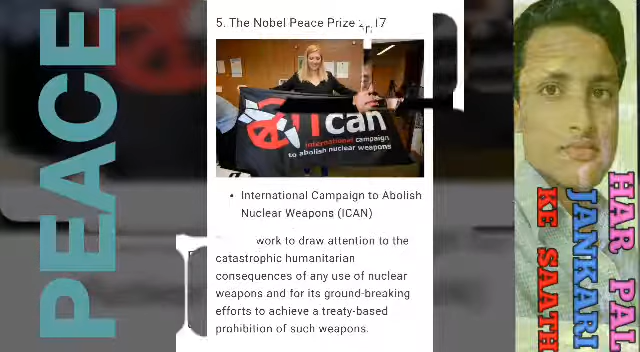 PEACE
5. The Nobel Peace Prize
ican
international campaign
to abolish nuclear weapons
• International Campaign to Abolish
Nuclear Weapons (ICAN)
work to draw attention to the
catastrophic humanitarian
consequences of any use of nuclear
weapons and for its ground-breaking
efforts to achieve a treaty-based
prohibition of such weapons.
HAR PAL
JANKARI
KE SAATH